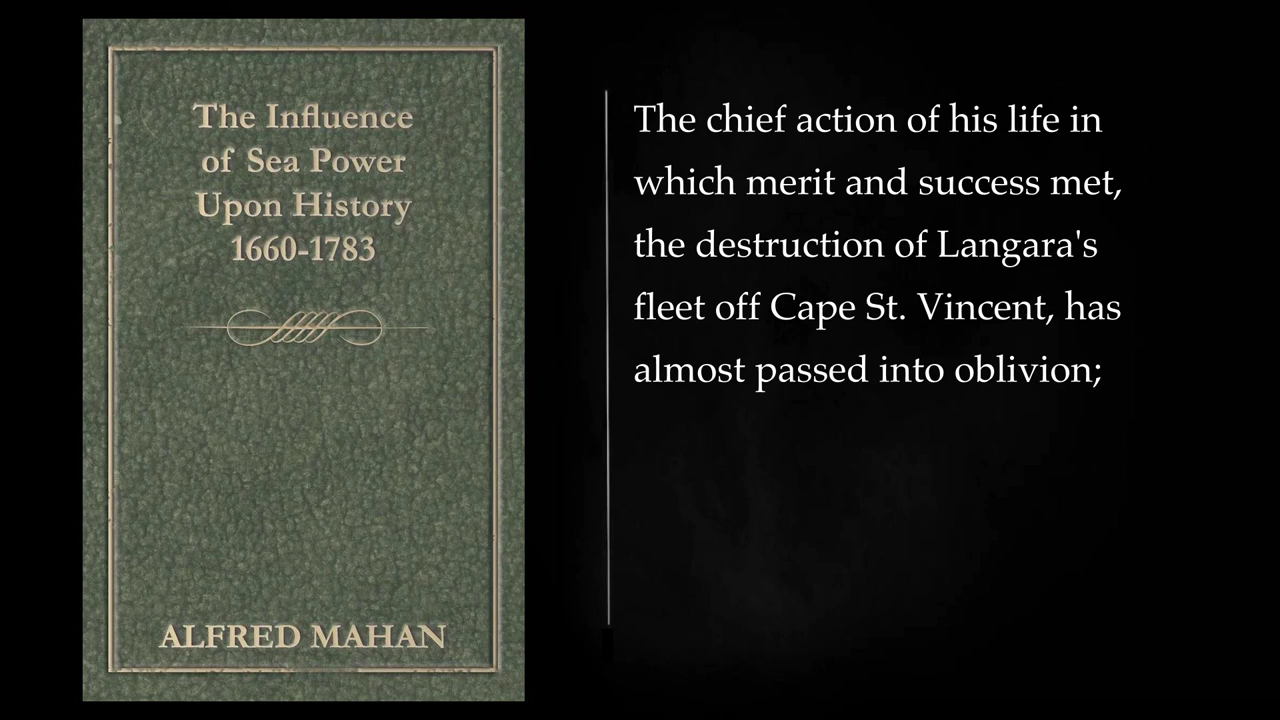 The Influence
of Sea Power
Upon History
1660-1783
ALFRED MAHAN
The chief action of his life in
which merit and success met,
the destruction of Langara's
fleet off Cape St. Vincent, has
almost passed into oblivion;